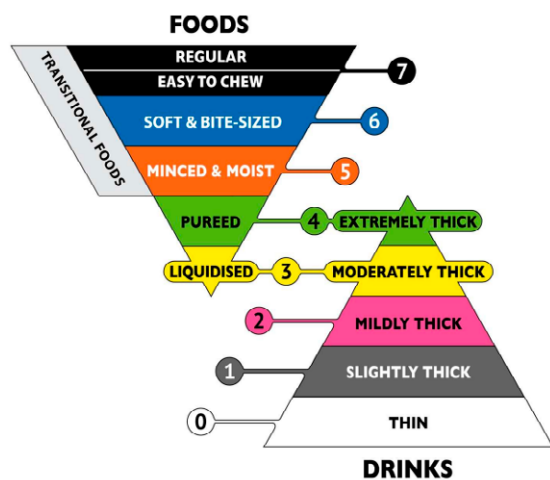 FOODS
REGULAR
EASY TO CHEW
7
TRANSITIONAL FOODS
SOFT & BITE-SIZED
6
MINCED & MOIST
5
PUREED
4
EXTREMELY THICK
LIQUIDISED
3
MODERATELY THICK
2
MILDLY THICK
1
SLIGHTLY THICK
0
THIN
DRINKS